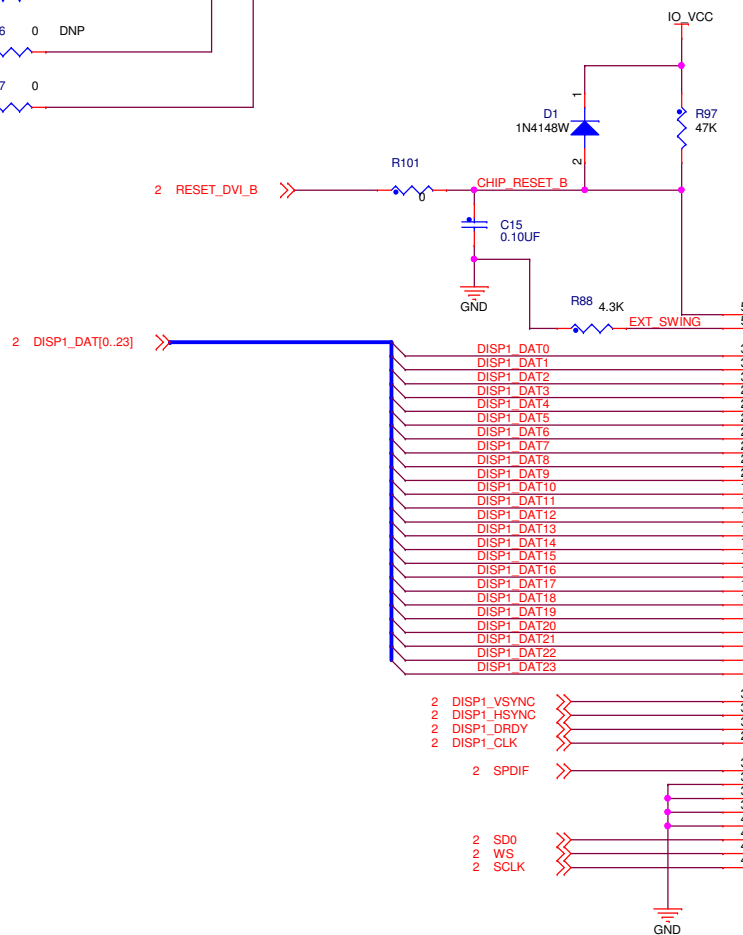 IO_VCC
6 0 DNP
7 0
1
D1
1N4148W
R97
47K
2
R101
2 RESET_DVI_B
0
CHIP_RESET_B
C15
0.10UF
GND
R88 4.3K
EXT_SWING
2 DISP1_DAT[0..23]
DISP1_DAT0
DISP1_DAT1
DISP1_DAT2
DISP1_DAT3
DISP1_DAT4
DISP1_DAT5
DISP1_DAT6
DISP1_DAT7
DISP1_DAT8
DISP1_DAT9
DISP1_DAT10
DISP1_DAT11
DISP1_DAT12
DISP1_DAT13
DISP1_DAT14
DISP1_DAT15
DISP1_DAT16
DISP1_DAT17
DISP1_DAT18
DISP1_DAT19
DISP1_DAT20
DISP1_DAT21
DISP1_DAT22
DISP1_DAT23
2 DISP1_VSYNC
2 DISP1_HSYNC
2 DISP1_DRDY
2 DISP1_CLK
2 SPDIF
2 SD0
2 WS
2 SCLK
GND